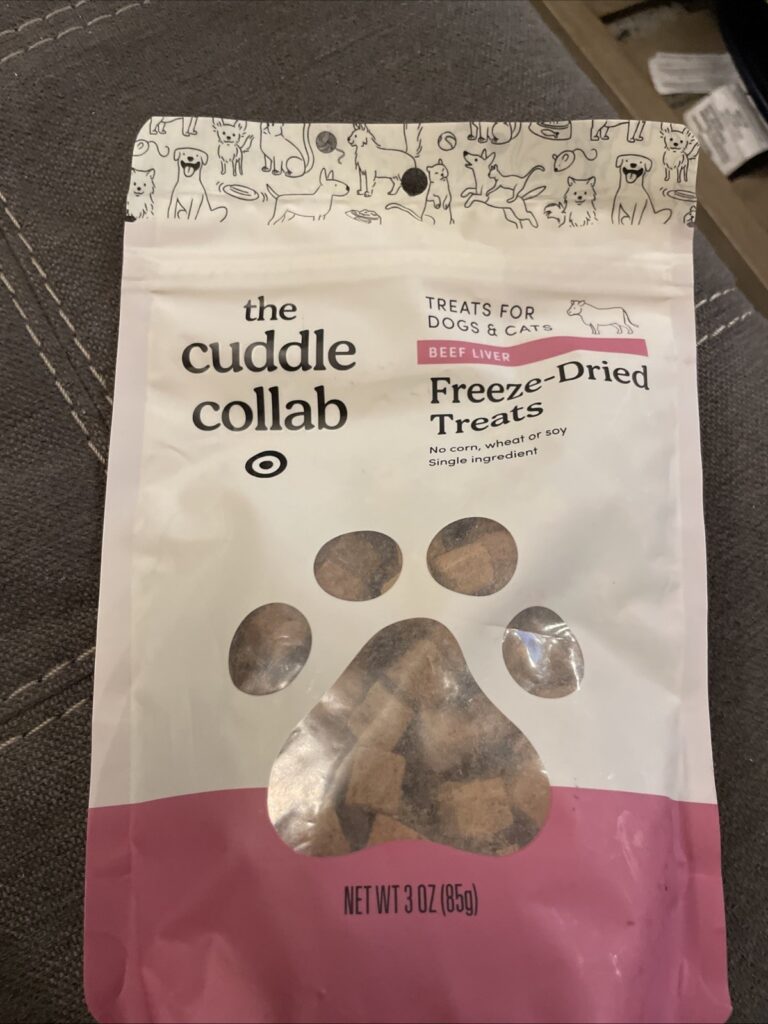 the
cuddle
collab
TREATS FOR
DOGS & CATS
BEEF LIVER
Freeze-Dried
Treats
No corn, wheat or soy
Single ingredient
NET WT 3 OZ (85g)